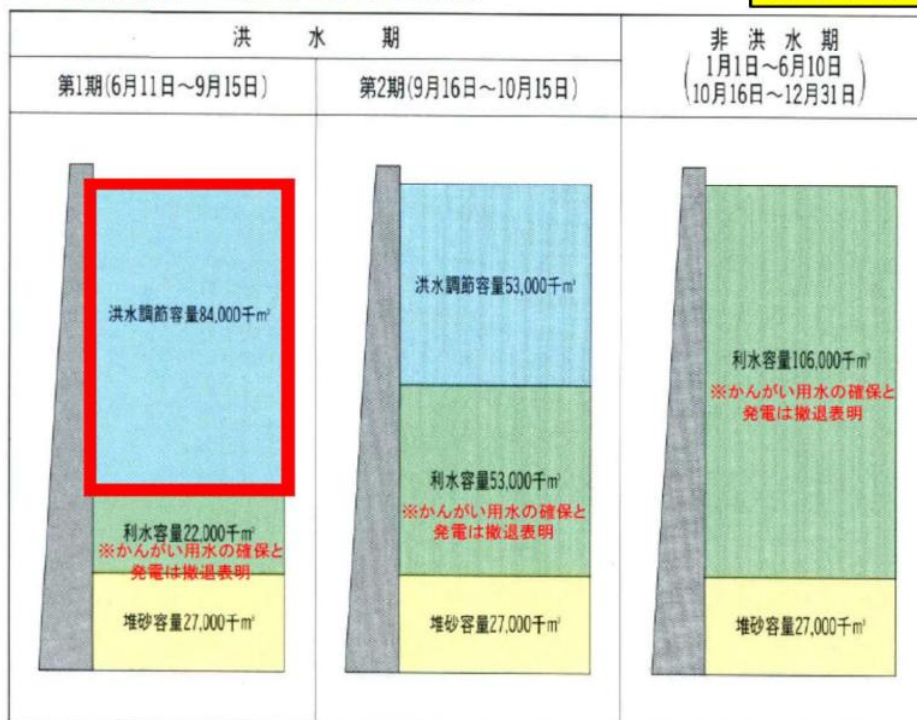 洪水期
非洪水期
(1月1日～6月10日
10月16日～12月31日)
第1期(6月11日～9月15日)
第2期(9月16日～10月15日)
洪水調節容量84,000千㎥
利水容量22,000千㎥
※かんがい用水の確保と
発電は撤退表明
堆砂容量27,000千㎥
洪水調節容量53,000千㎥
利水容量53,000千㎥
※かんがい用水の確保と
発電は撤退表明
堆砂容量27,000千㎥
利水容量106,000千㎥
※かんがい用水の確保と
発電は撤退表明
堆砂容量27,000千㎥